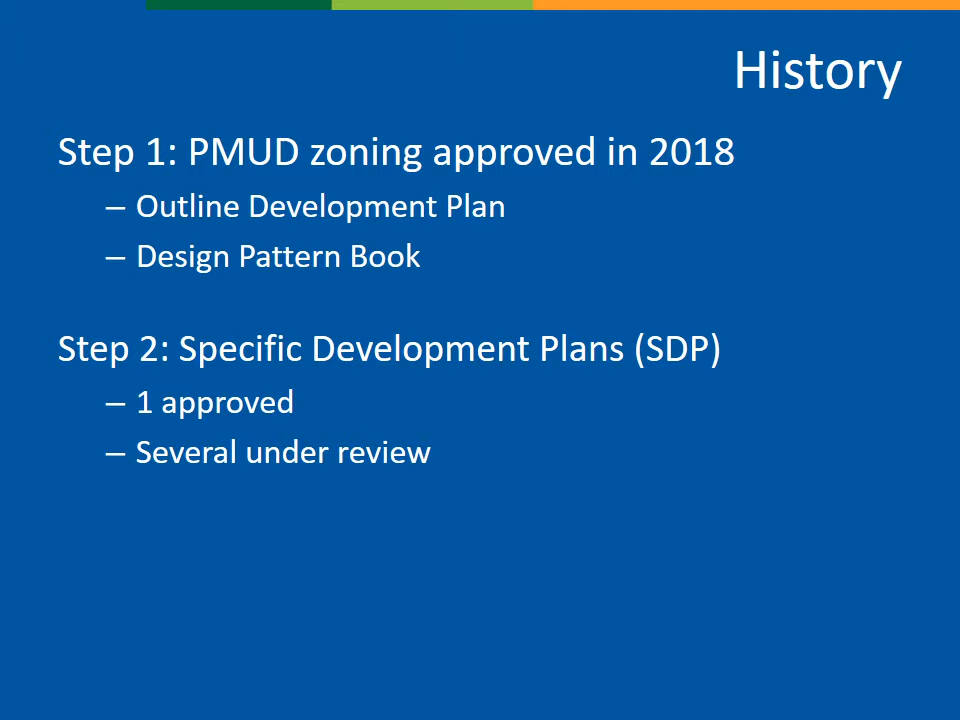 History
Step 1: PMUD zoning approved in 2018
– Outline Development Plan
– Design Pattern Book
Step 2: Specific Development Plans (SDP)
– 1 approved
– Several under review